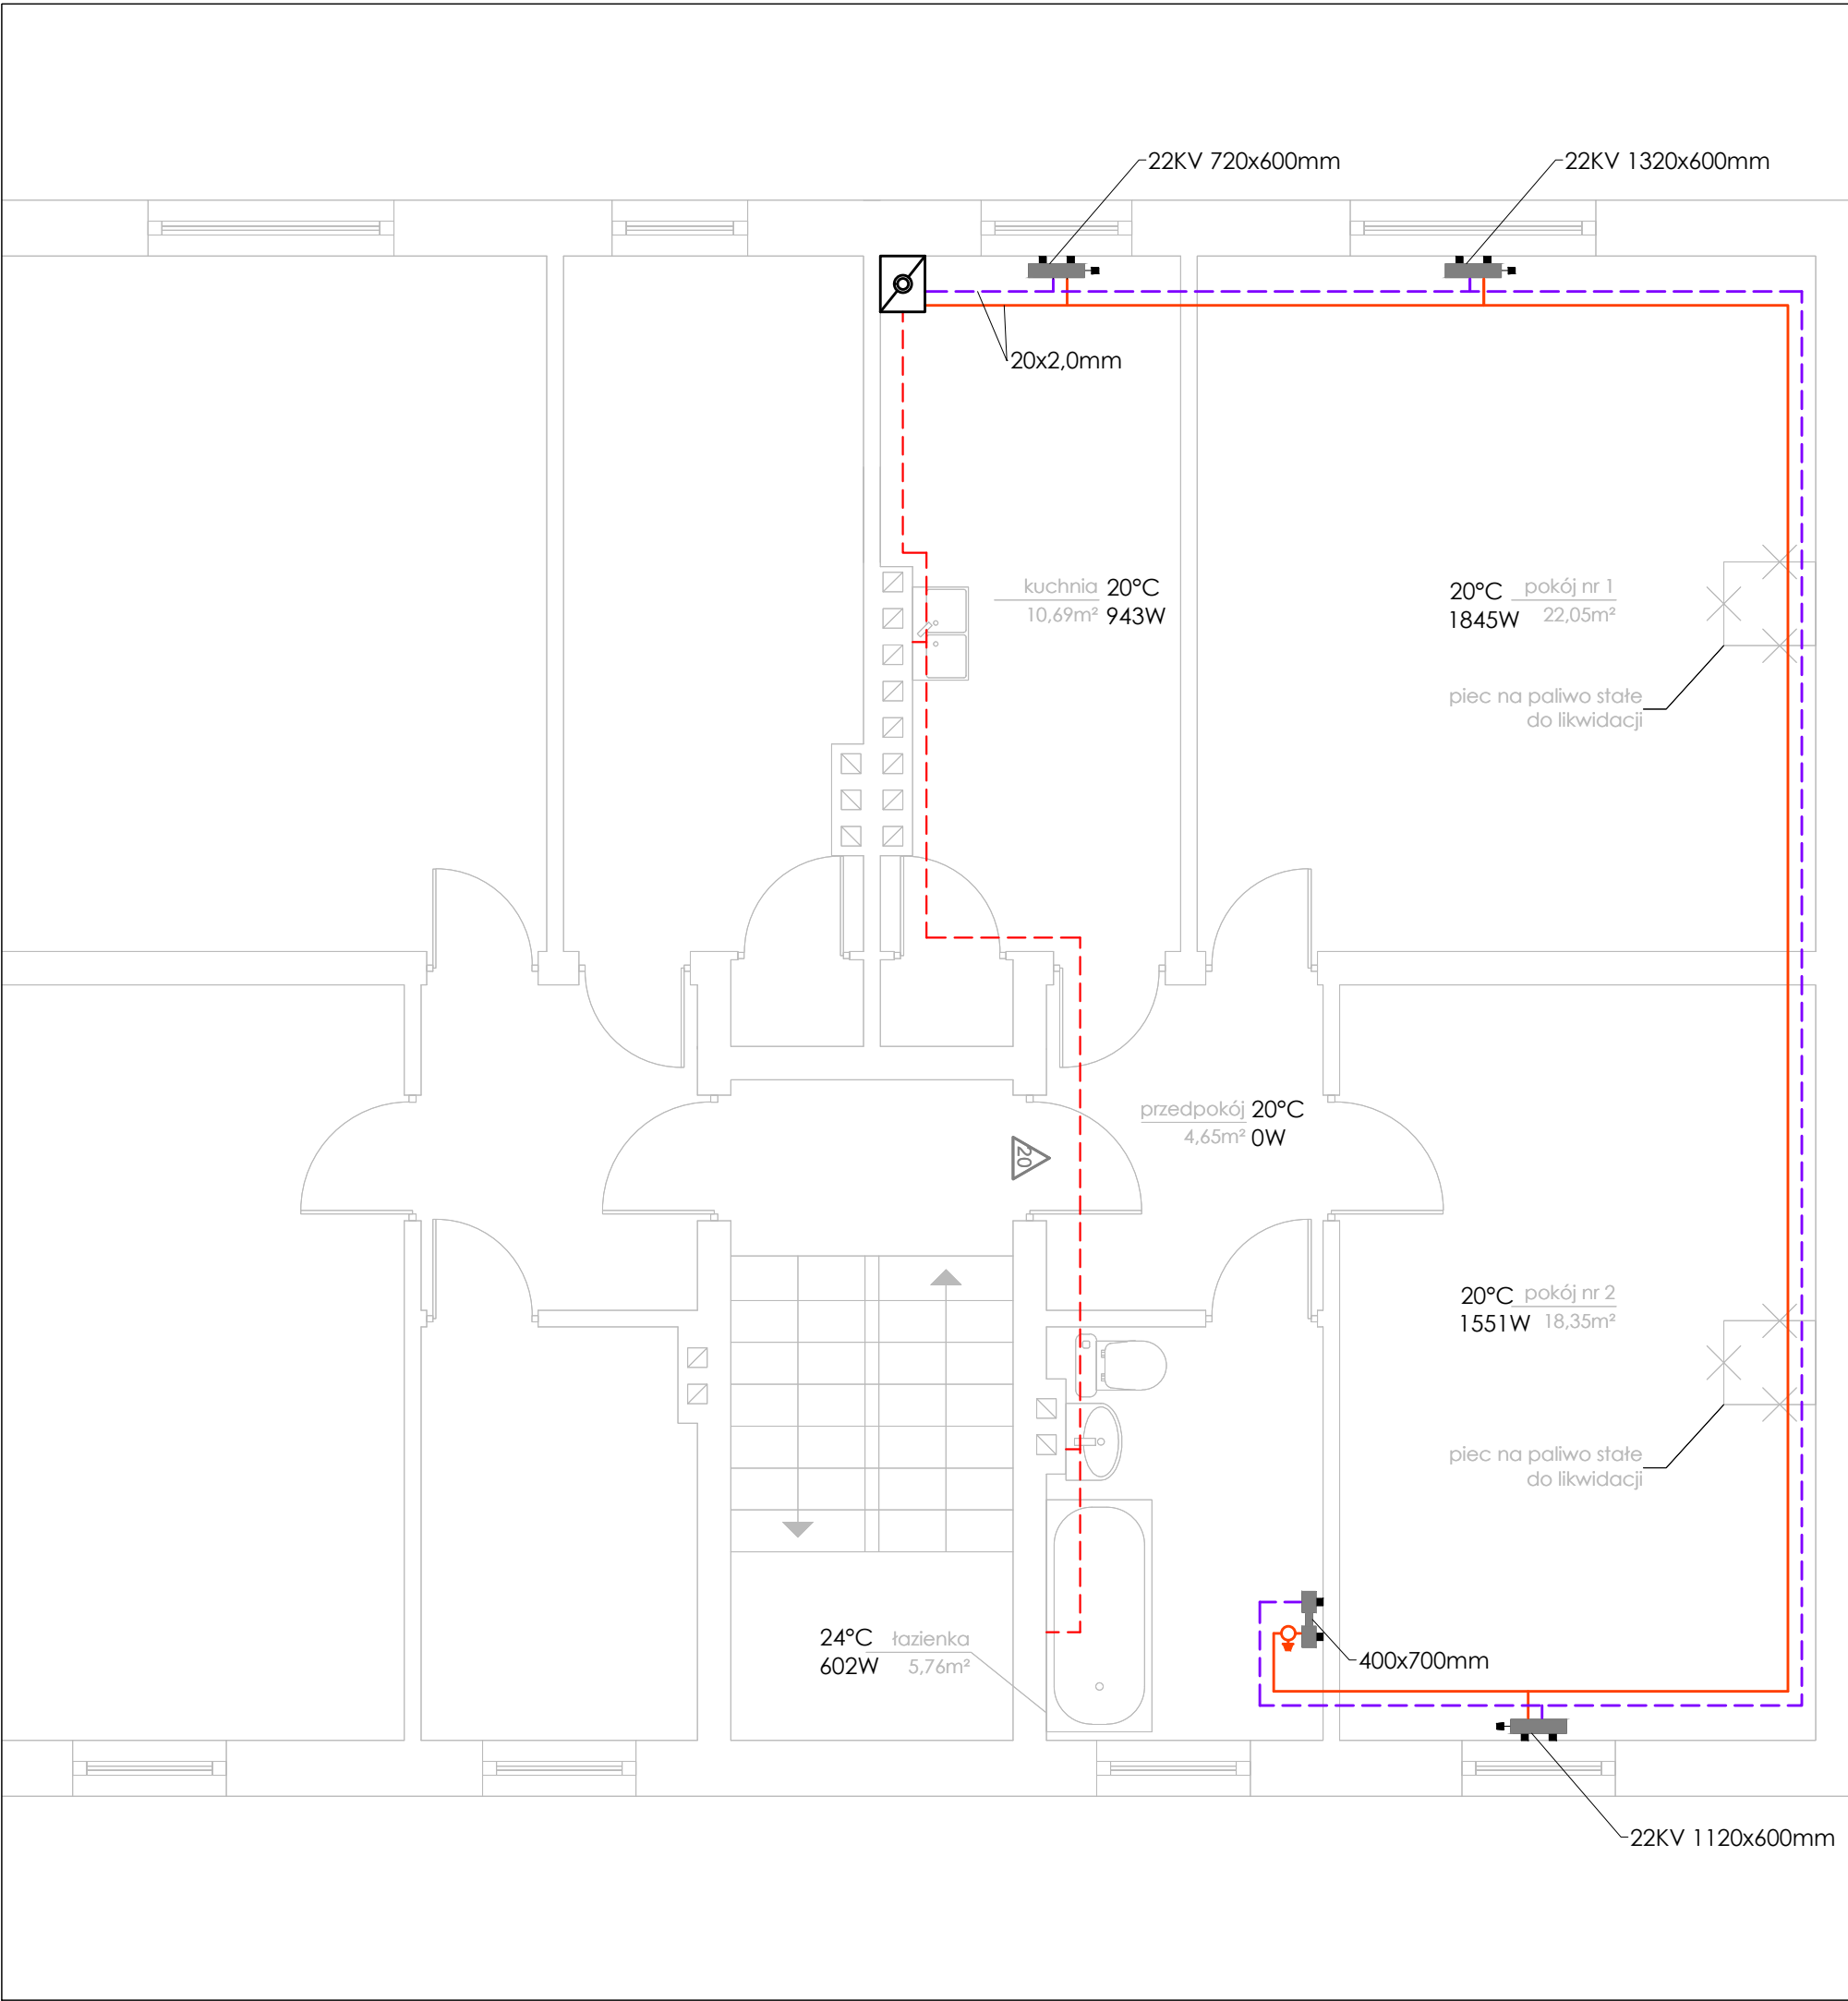 22KV 720x600mm
22KV 1320x600mm
20x2,0mm
kuchnia 20°C
10,69m² 943W
20°C pokój nr 1
1845W 22,05m²
piec na paliwo stałe
do likwidacji
przedpokój 20°C
4,65m² 0W
20
20°C pokój nr 2
1551W 18,35m²
piec na paliwo stałe
do likwidacji
24°C łazienka
602W 5,76m²
400x700mm
22KV 1120x600mm